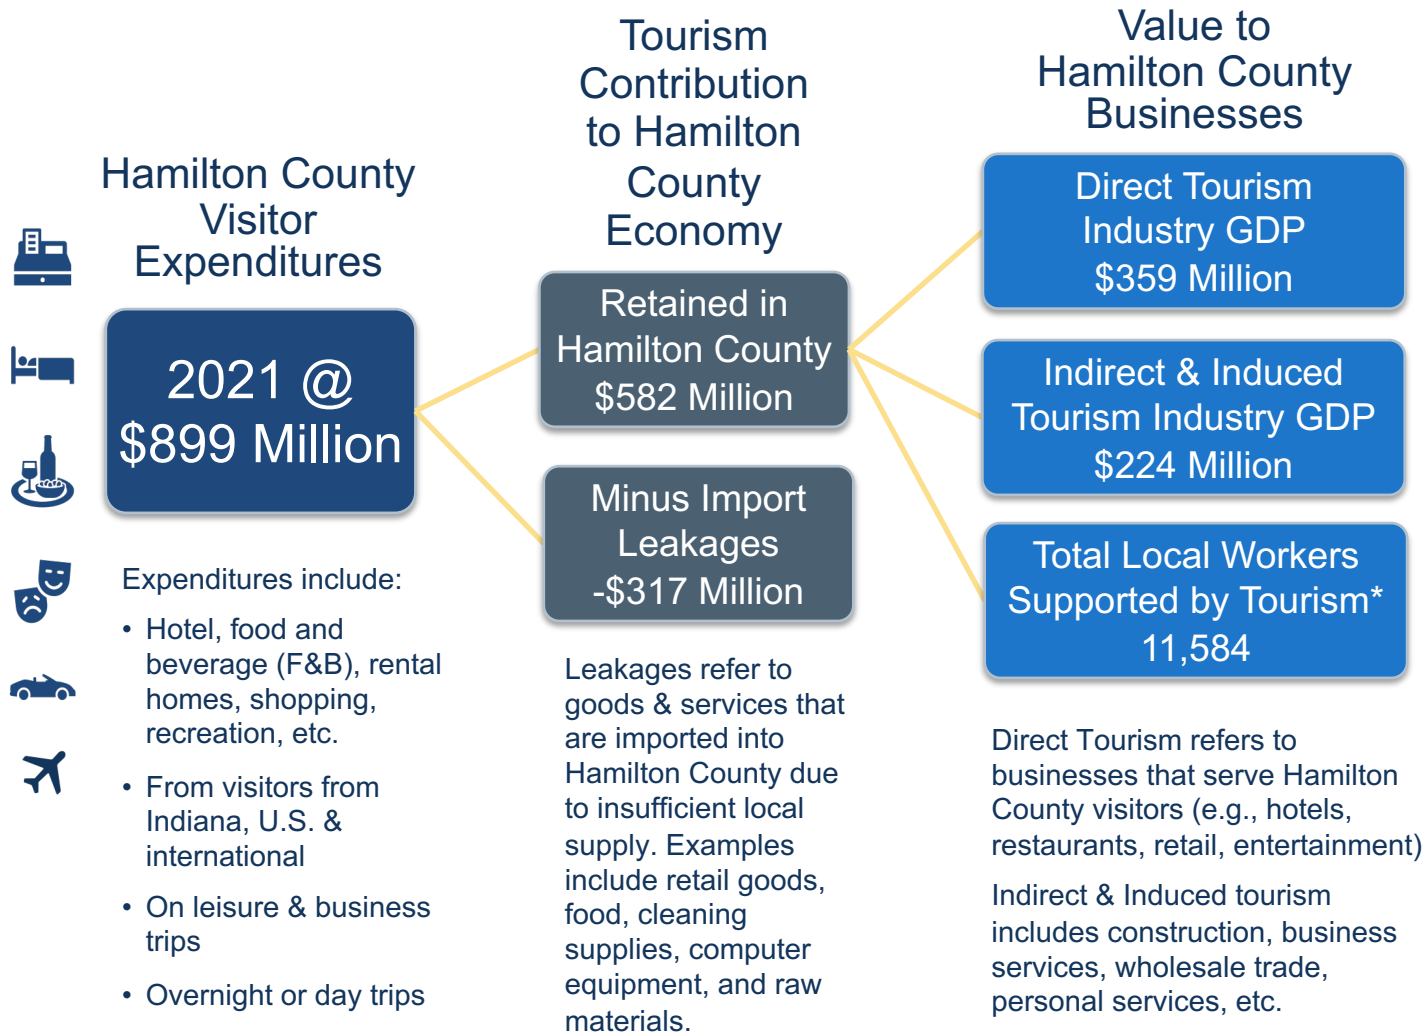 Hamilton County
Visitor
Expenditures
2021 @
$899 Million
Expenditures include:
• Hotel, food and
beverage (F&B), rental
homes, shopping,
recreation, etc.
• From visitors from
Indiana, U.S. &
international
• On leisure & business
trips
• Overnight or day trips
Tourism
Contribution
to Hamilton
County
Economy
Retained in
Hamilton County
$582 Million
Minus Import
Leakages
-$317 Million
Leakages refer to
goods & services that
are imported into
Hamilton County due
to insufficient local
supply. Examples
include retail goods,
food, cleaning
supplies, computer
equipment, and raw
materials.
Value to
Hamilton County
Businesses
Direct Tourism
Industry GDP
$359 Million
Indirect & Induced
Tourism Industry GDP
$224 Million
Total Local Workers
Supported by Tourism*
11,584
Direct Tourism refers to
businesses that serve Hamilton
County visitors (e.g., hotels,
restaurants, retail, entertainment)
Indirect & Induced tourism
includes construction, business
services, wholesale trade,
personal services, etc.